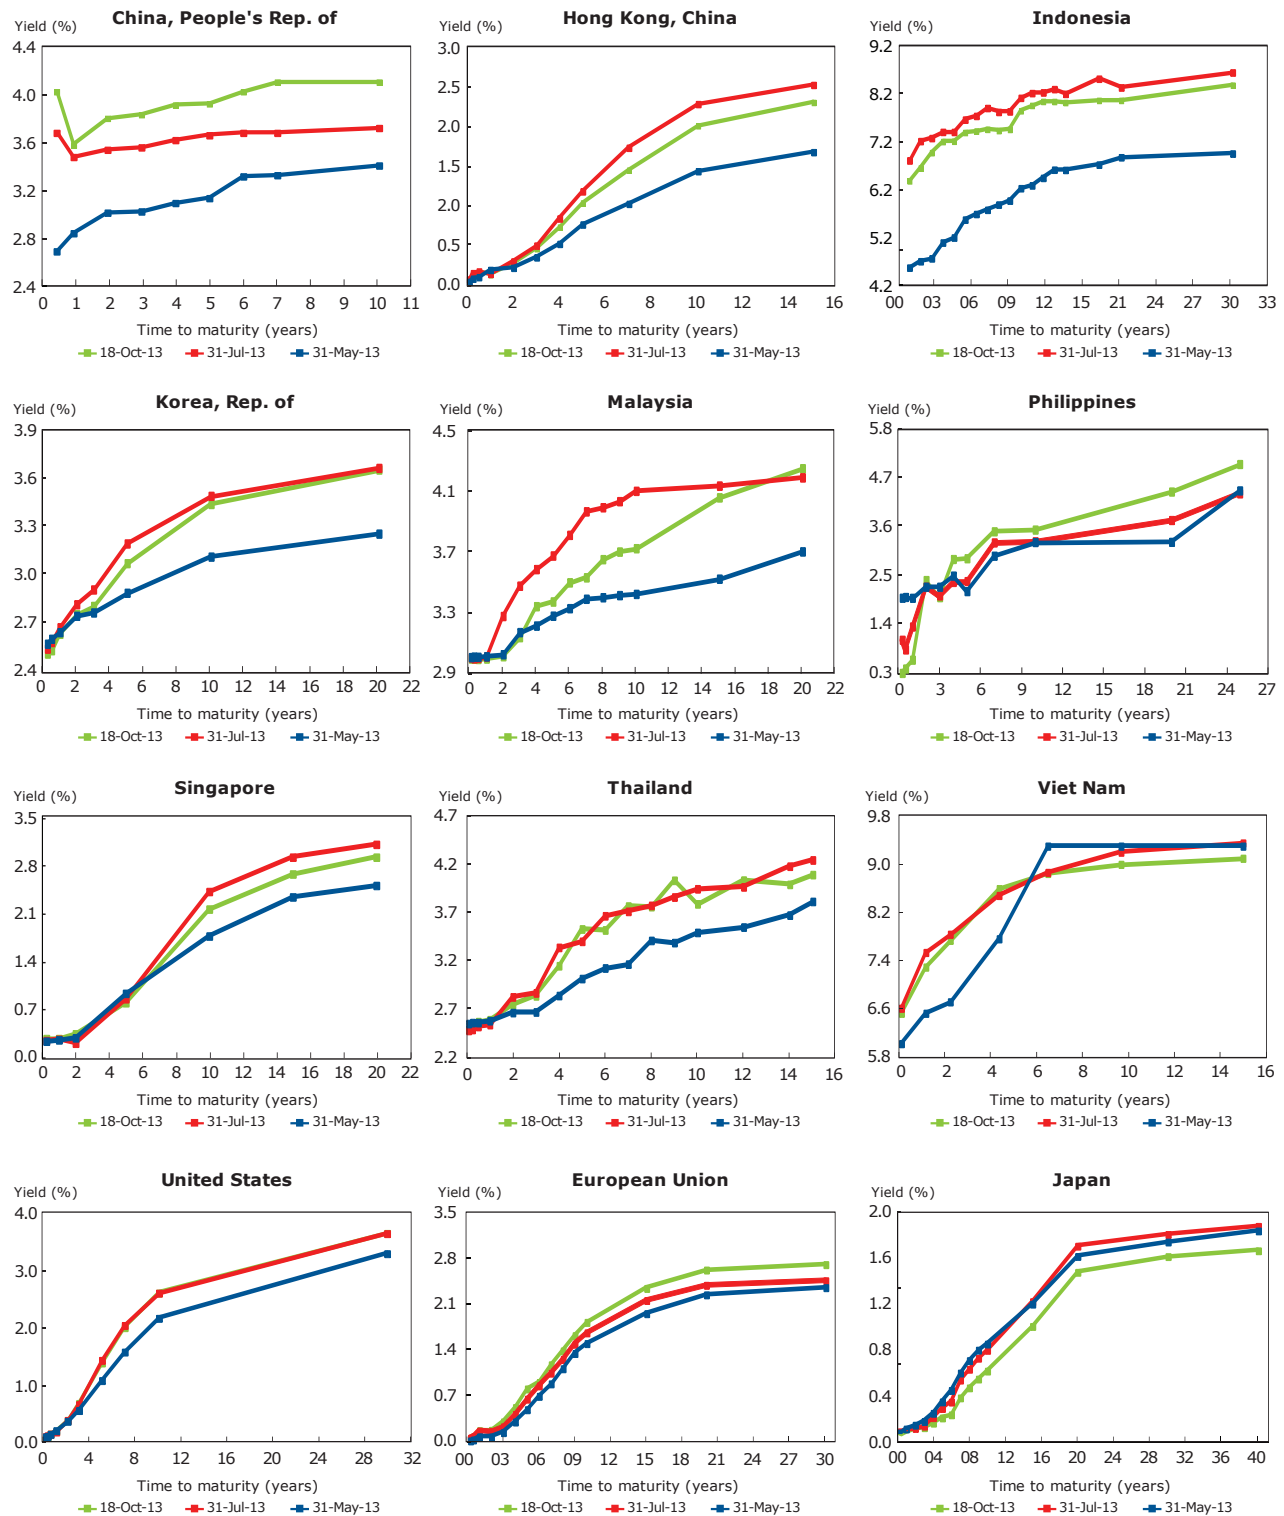 China, People's Rep. of
Yield (%)
4.4
4.0
3.6
3.2
2.8
2.4
0 1 2 3 4 5 6 7 8 9 10 11
Time to maturity (years)
18-Oct-13 31-Jul-13 31-May-13
Hong Kong, China
Yield (%)
3.0
2.5
2.0
1.5
2.0
0.5
0.0
0 2 4 6 8 10 12 14 16
Time to maturity (years)
18-Oct-13 31-Jul-13 31-May-13
Indonesia
Yield (%)
9.2
8.2
7.2
6.2
5.2
4.2
00 03 06 09 12 15 18 21 24 27 30 33
Time to maturity (years)
18-Oct-13 31-Jul-13 31-May-13
Korea, Rep. of
Yield (%)
3.9
3.6
3.3
3.0
2.7
2.4
0 2 4 6 8 10 12 14 16 18 20 22
Time to maturity (years)
18-Oct-13 31-Jul-13 31-May-13
Malaysia
Yield (%)
4.5
4.1
3.7
3.3
2.9
0 2 4 6 8 10 12 14 16 18 20 22
Time to maturity (years)
18-Oct-13 31-Jul-13 31-May-13
Philippines
Yield (%)
5.8
4.7
3.6
2.5
1.4
0.3
0 3 6 9 12 15 18 21 24 27
Time to maturity (years)
18-Oct-13 31-Jul-13 31-May-13
Singapore
Yield (%)
3.5
2.8
2.1
1.4
0.7
0.0
0 2 4 6 8 10 12 14 16 18 20 22
Time to maturity (years)
18-Oct-13 31-Jul-13 31-May-13
Thailand
Yield (%)
4.7
4.2
3.7
3.2
2.7
2.2
0 2 4 6 8 10 12 14 16
Time to maturity (years)
18-Oct-13 31-Jul-13 31-May-13
Viet Nam
Yield (%)
9.8
9.0
8.2
7.4
6.6
5.8
0 2 4 6 8 10 12 14 16
Time to maturity (years)
18-Oct-13 31-Jul-13 31-May-13
United States
Yield (%)
4.0
3.0
2.0
1.0
0.0
0 4 8 12 16 20 24 28 32
Time to maturity (years)
18-Oct-13 31-Jul-13 31-May-13
European Union
Yield (%)
3.5
2.8
2.1
1.4
0.7
0.0
00 03 06 09 12 15 18 21 24 27 30
Time to maturity (years)
18-Oct-13 31-Jul-13 31-May-13
Japan
Yield (%)
2.0
1.6
1.2
0.8
0.4
0.0
00 04 08 12 16 20 24 28 32 36 40
Time to maturity (years)
18-Oct-13 31-Jul-13 31-May-13